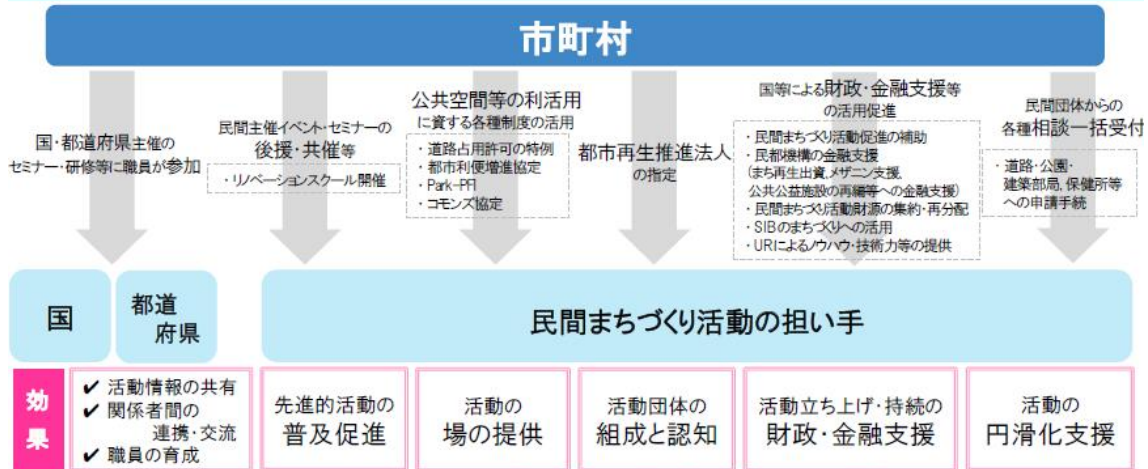 市町村
国・都道府県主催の
セミナー・研修等に職員が参加
民間主催イベント・セミナーの
後援・共催等
・リノベーションスクール開催
公共空間等の利活用
に資する各種制度の活用
・道路占用許可の特例
・都市利便増進協定
・Park-PFI
・コモンズ協定
都市再生推進法人
の指定
国等による財政・金融支援等
の活用促進
・民間まちづくり活動促進の補助
・民都機構の金融支援
(まち再生出資、メザニン支援、
公共公益施設の再編等への金融支援)
・民間まちづくり活動財源の集約・再分配
・SIBのまちづくりへの活用
・URによるノウハウ・技術力等の提供
民間団体からの
各種相談一括受付
・道路・公園・
建築部局、保健所等
への申請手続
国
都道
府県
民間まちづくり活動の担い手
効
果
✔ 活動情報の共有
✔ 関係者間の
連携・交流
✔ 職員の育成
先進的活動の
普及促進
活動の
場の提供
活動団体の
組成と認知
活動立ち上げ・持続の
財政・金融支援
活動の
円滑化支援